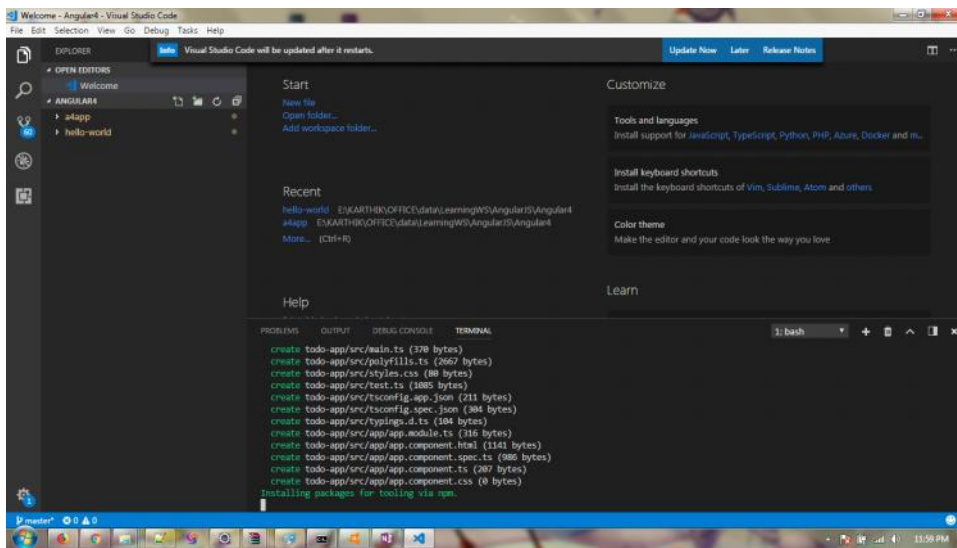 Welcome - Angular4 - Visual Studio Code
File Edit Selection View Go Debug Tasks Help
EXPLORER
Info Visual Studio Code will be updated after it restarts.
Update Now Later Release Notes
OPEN EDITORS
Welcome
ANGULAR4
a4app
hello-world
60
Start
New file
Open folder...
Add workspace folder...
Recent
hello-world E:\KARTHIK\OFFICE\data\LearningWS\AngularJS\Angular4
a4app E:\KARTHIK\OFFICE\data\LearningWS\AngularJS\Angular4
More... (Ctrl+R)
Help
Customize
Tools and languages
Install support for JavaScript, TypeScript, Python, PHP, Azure, Docker and m...
Install keyboard shortcuts
Install the keyboard shortcuts of Vim, Sublime, Atom and others
Color theme
Make the editor and your code look the way you love
Learn
PROBLEMS OUTPUT DEBUG CONSOLE TERMINAL
1: bash
create todo-app/src/main.ts (370 bytes)
create todo-app/src/polyfills.ts (2667 bytes)
create todo-app/src/styles.css (80 bytes)
create todo-app/src/test.ts (1085 bytes)
create todo-app/src/tsconfig.app.json (211 bytes)
create todo-app/src/tsconfig.spec.json (304 bytes)
create todo-app/src/typings.d.ts (104 bytes)
create todo-app/src/app/app.module.ts (316 bytes)
create todo-app/src/app/app.component.html (1141 bytes)
create todo-app/src/app/app.component.spec.ts (986 bytes)
create todo-app/src/app/app.component.ts (207 bytes)
create todo-app/src/app/app.component.css (0 bytes)
Installing packages for tooling via npm.
1
master* 0 0
11:59 PM